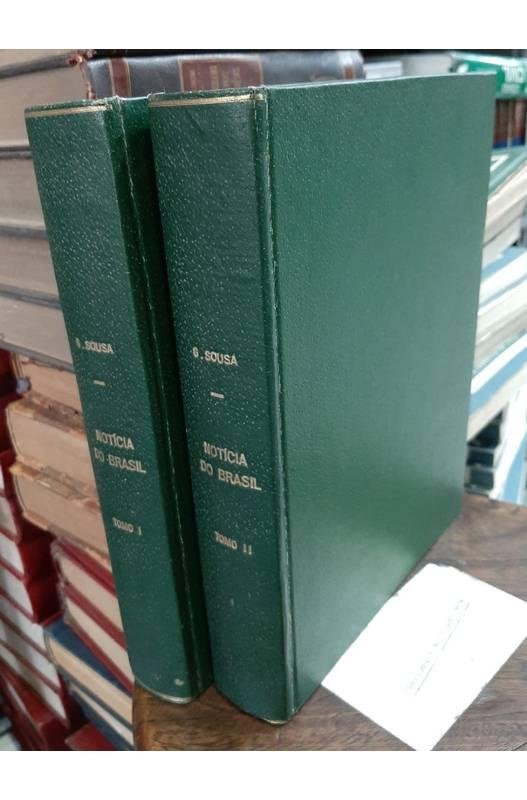 G. SOUSA
—
NOTÍCIA
DO BRASIL
TOMO I
G. SOUSA
—
NOTÍCIA
DO BRASIL
TOMO II